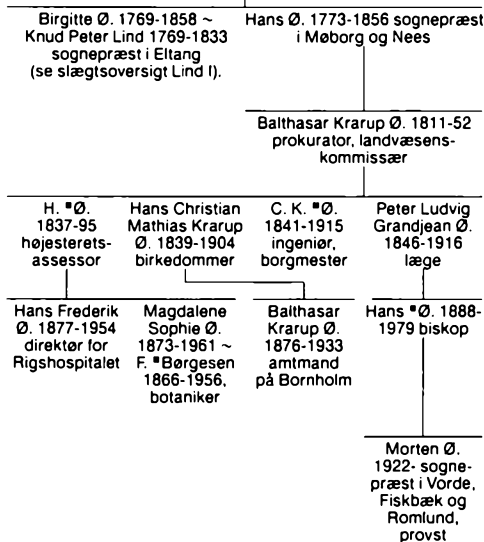 Birgitte Ø. 1769-1858 ~
Knud Peter Lind 1769-1833
sognepræst i Eltang
(se slægtsoversigt Lind I).
Hans Ø. 1773-1856 sognepræst
i Møborg og Nees
Balthasar Krarup Ø. 1811-52
prokurator, landvæsens-
kommissær
H. *Ø.
1837-95
højesterets-
assessor
Hans Christian
Mathias Krarup
Ø. 1839-1904
birkedommer
C. K. *Ø.
1841-1915
ingeniør,
borgmester
Peter Ludvig
Grandjean Ø.
1846-1916
læge
Hans Frederik
Ø. 1877-1954
direktør for
Rigshospitalet
Magdalene
Sophie Ø.
1873-1961 ~
F. *Børgesen
1866-1956,
botaniker
Balthasar
Krarup Ø.
1876-1933
amtmand
på Bornholm
Hans *Ø. 1888-
1979 biskop
Morten Ø.
1922- sogne-
præst i Vorde,
Fiskbæk og
Romlund,
provst